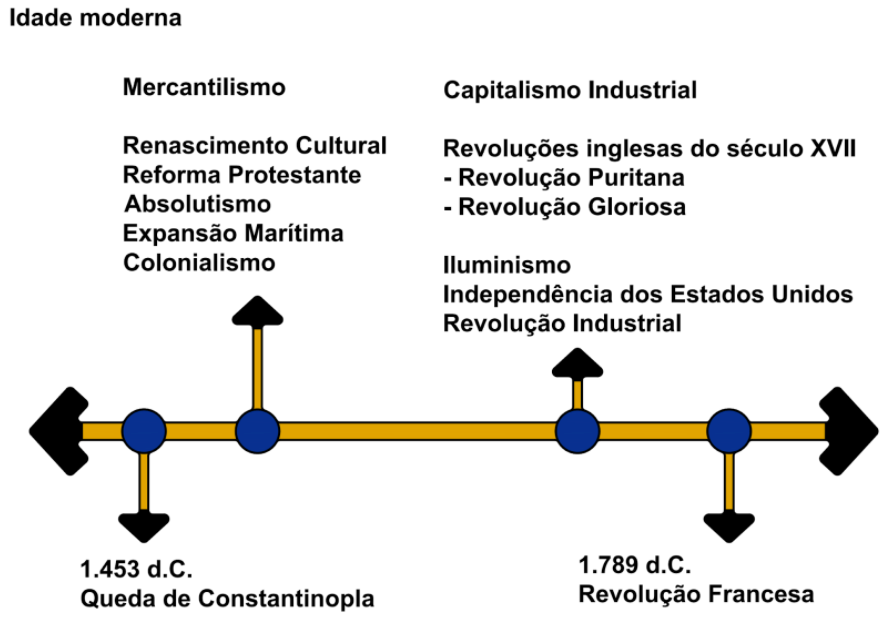 Idade moderna
Mercantilismo
Renascimento Cultural
Reforma Protestante
Absolutismo
Expansão Marítima
Colonialismo
Capitalismo Industrial
Revoluções inglesas do século XVII
- Revolução Puritana
- Revolução Gloriosa
Iluminismo
Independência dos Estados Unidos
Revolução Industrial
1.453 d.C.
Queda de Constantinopla
1.789 d.C.
Revolução Francesa